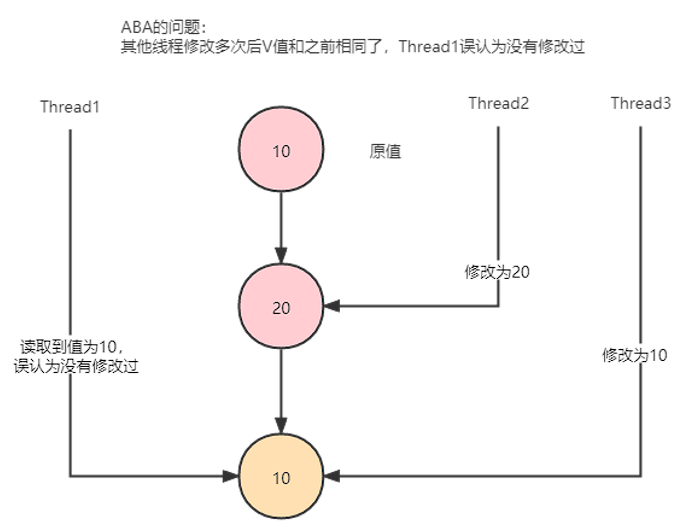 ABA的问题：
其他线程修改多次后V值和之前相同了，Thread1误认为没有修改过
Thread1
Thread2
Thread3
10
原值
修改为20
20
读取到值为10，
误认为没有修改过
修改为10
10